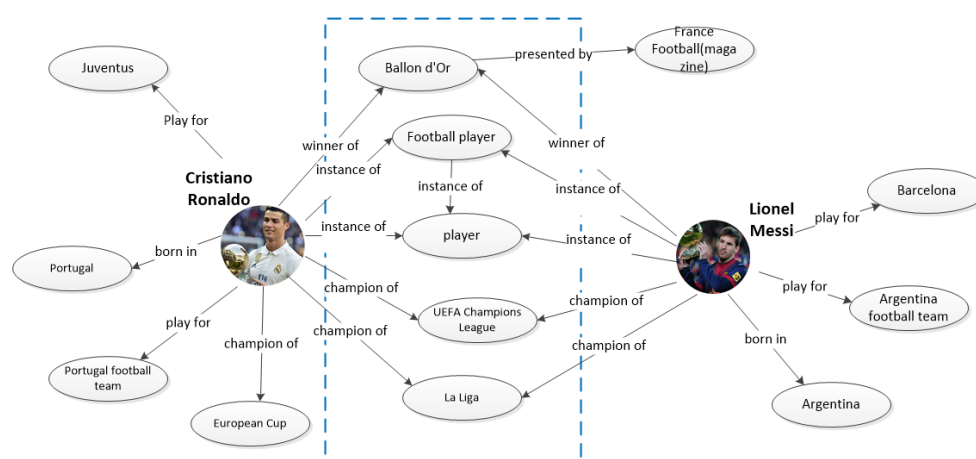 France
Football(maga
zine)
presented by
Juventus
Ballon d'Or
Play for
Football player
winner of
winner of
instance of
Cristiano
Ronaldo
instance of
instance of
Barcelona
Lionel
Messi
play for
instance of
player
instance of
born in
Portugal
champion of
play for
Argentina
football team
champion of
UEFA Champions
League
play for
champion of
champion of
champion of
born in
Portugal football
team
La Liga
Argentina
European Cup